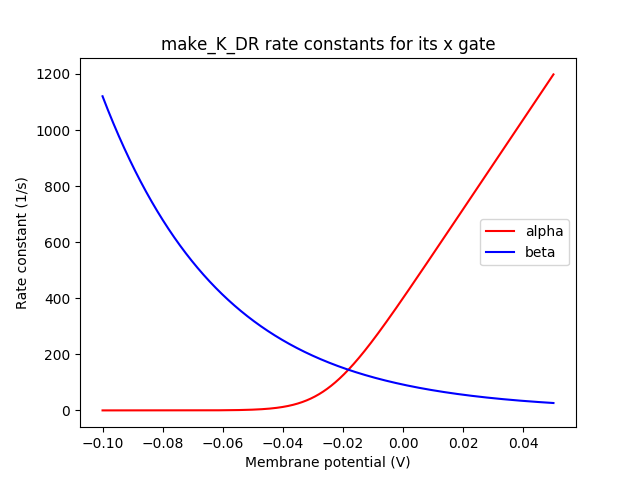 make_K_DR rate constants for its x gate
Rate constant (1/s)
1200
1000
800
600
400
200
0
alpha
beta
−0.10 −0.08 −0.06 −0.04 −0.02 0.00 0.02 0.04
Membrane potential (V)